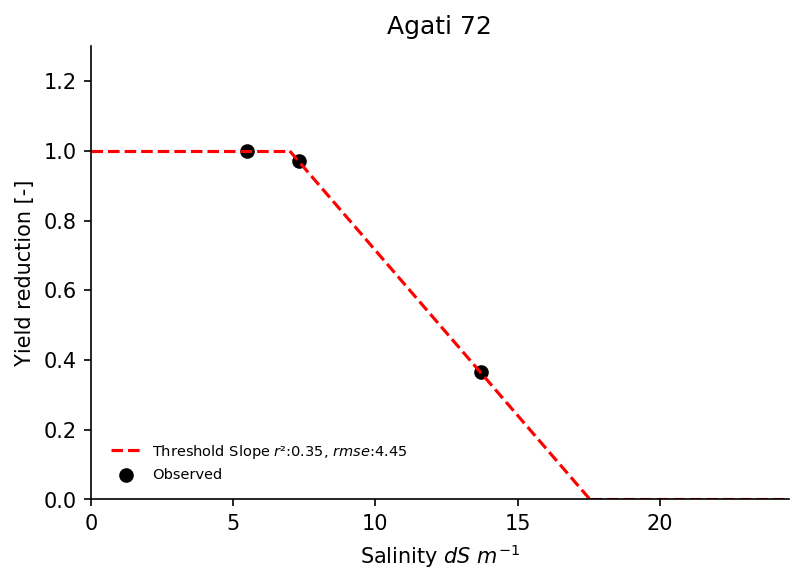 Agati 72
1.2
1.0
0.8
0.6
0.4
0.2
0.0
Yield reduction [-]
Threshold Slope r²:0.35, rmse:4.45
Observed
0 5 10 15 20
Salinity dS m⁻¹